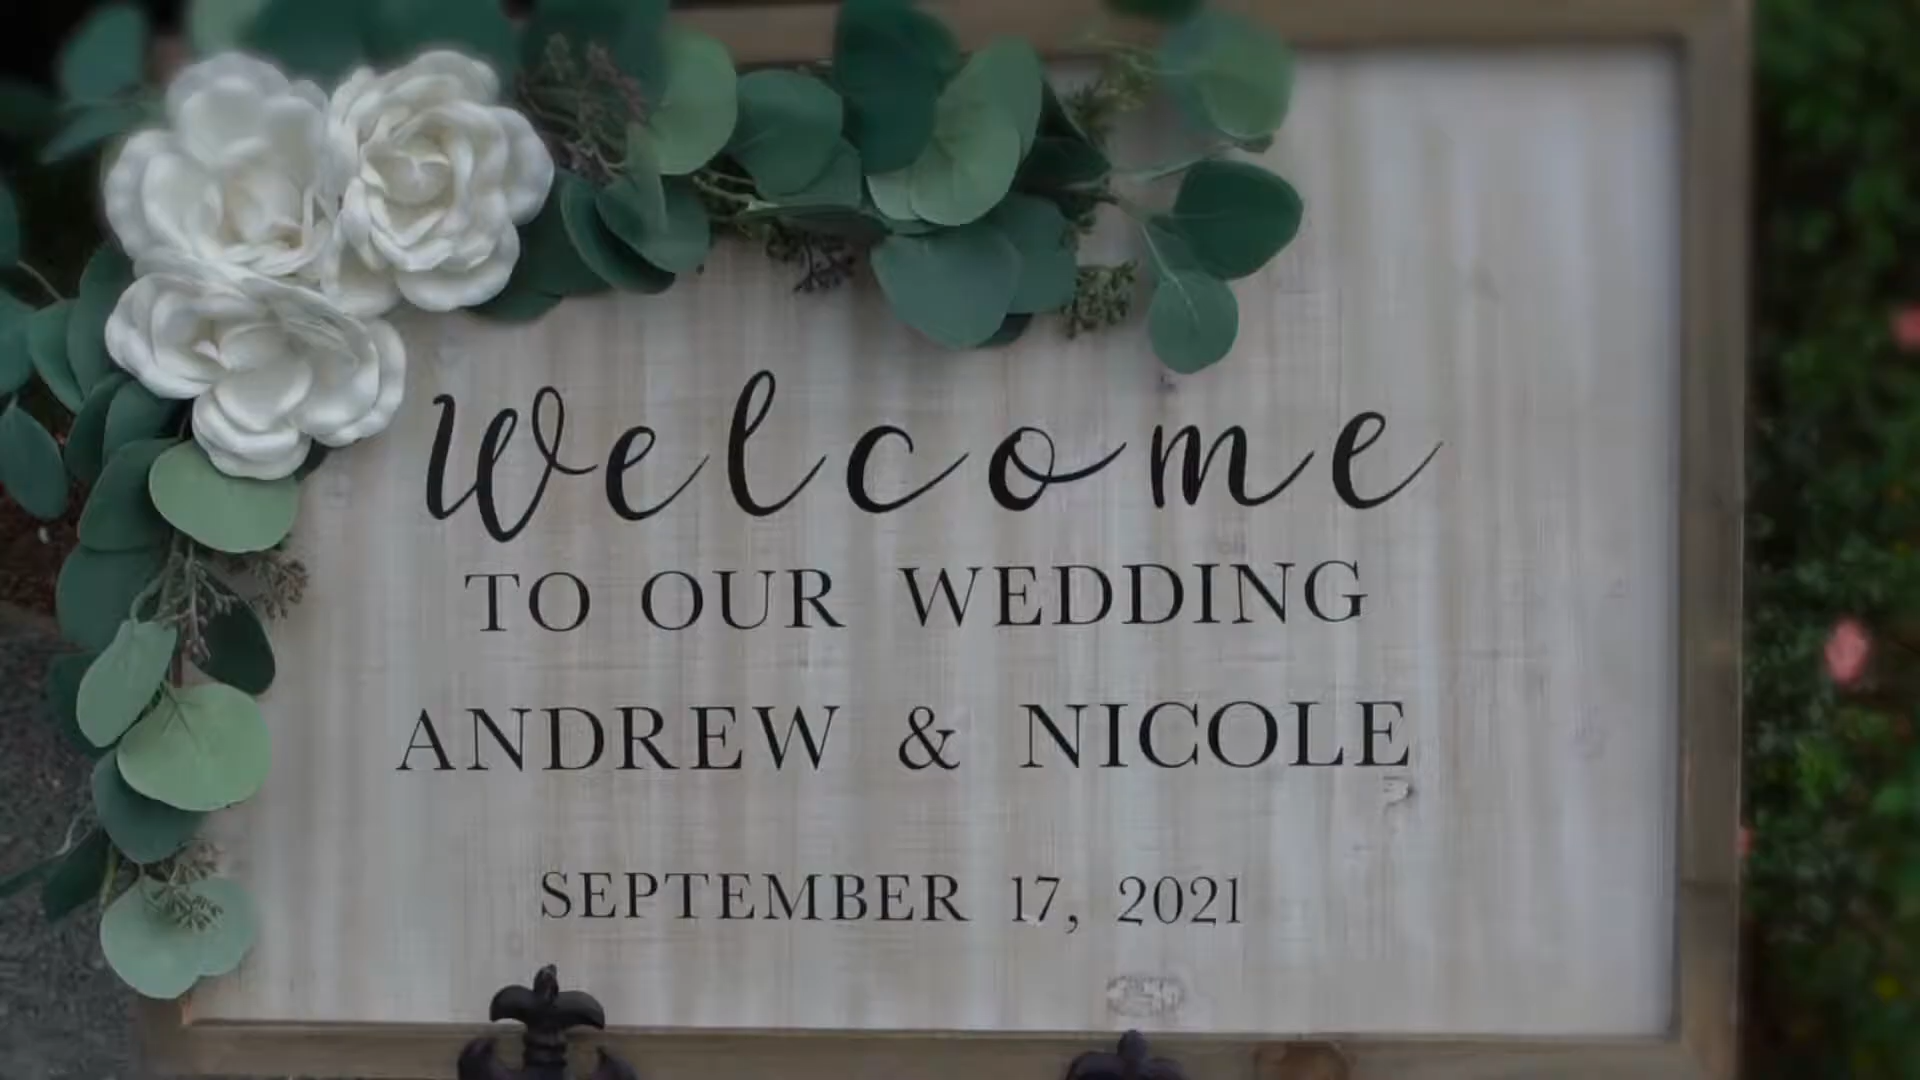 Welcome
TO OUR WEDDING
ANDREW & NICOLE
SEPTEMBER 17, 2021